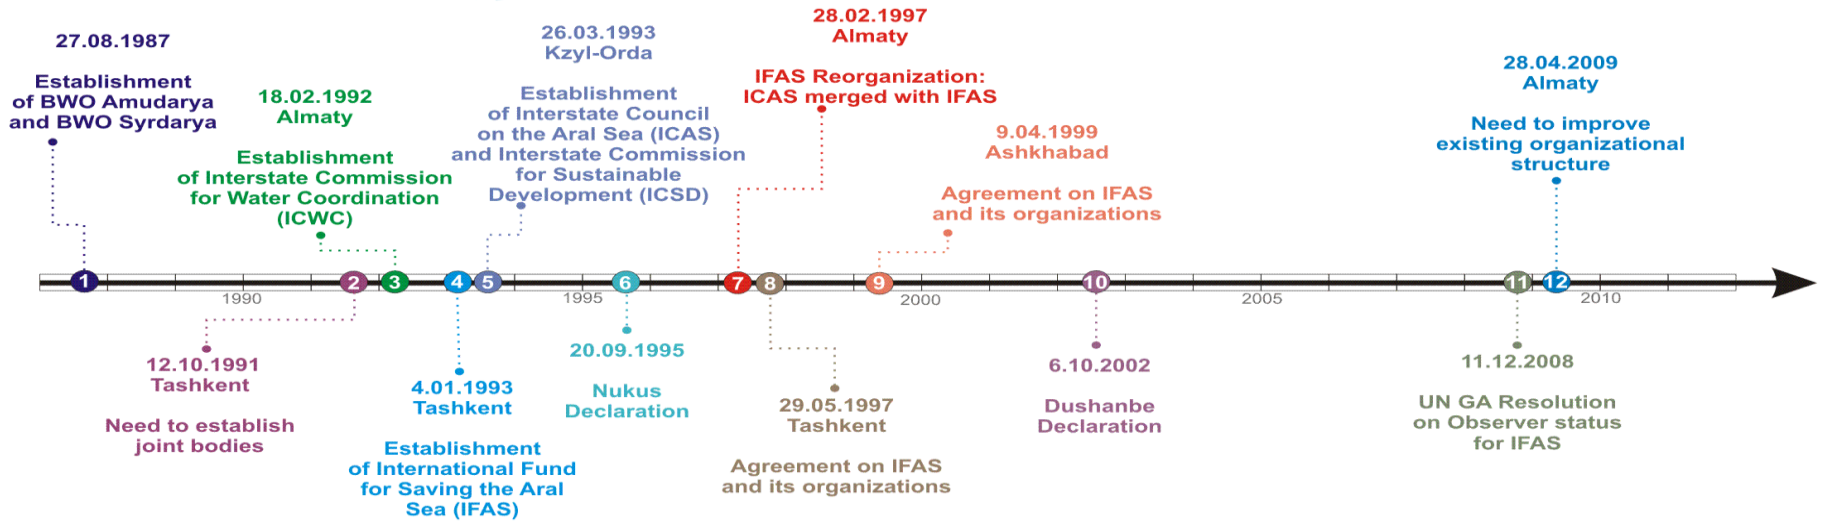 27.08.1987
Establishment
of BWO Amudarya
and BWO Syrdarya
18.02.1992
Almaty
Establishment
of Interstate Commission
for Water Coordination
(ICWC)
26.03.1993
Kzyl-Orda
Establishment
of Interstate Council
on the Aral Sea (ICAS)
and Interstate Commission
for Sustainable
Development (ICSD)
28.02.1997
Almaty
IFAS Reorganization:
ICAS merged with IFAS
9.04.1999
Ashkhabad
Agreement on IFAS
and its organizations
28.04.2009
Almaty
Need to improve
existing organizational
structure
1 2 3 4 5 6 7 8 9 10 11 12
1990 1995 2000 2005 2010
12.10.1991
Tashkent
Need to establish
joint bodies
4.01.1993
Tashkent
Establishment
of International Fund
for Saving the Aral
Sea (IFAS)
20.09.1995
Nukus
Declaration
29.05.1997
Tashkent
Agreement on IFAS
and its organizations
6.10.2002
Dushanbe
Declaration
11.12.2008
UN GA Resolution
on Observer status
for IFAS